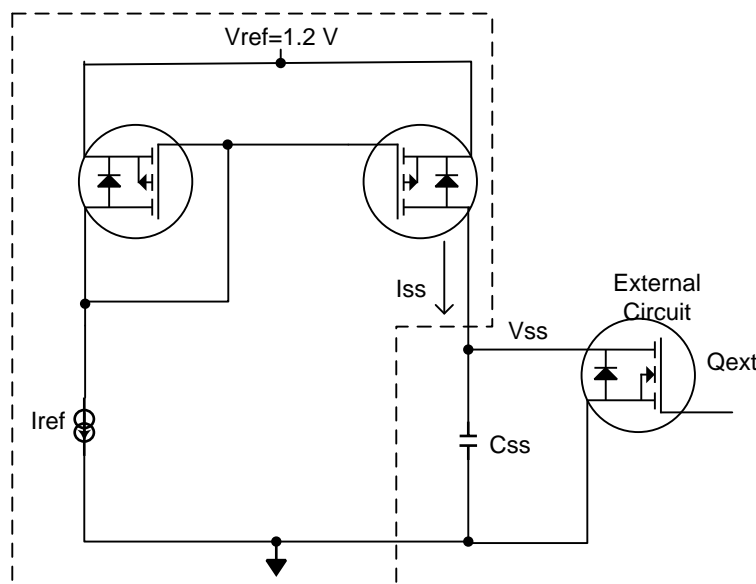 Vref=1.2 V
Iss
External
Circuit
Vss
Qext
Iref
Css